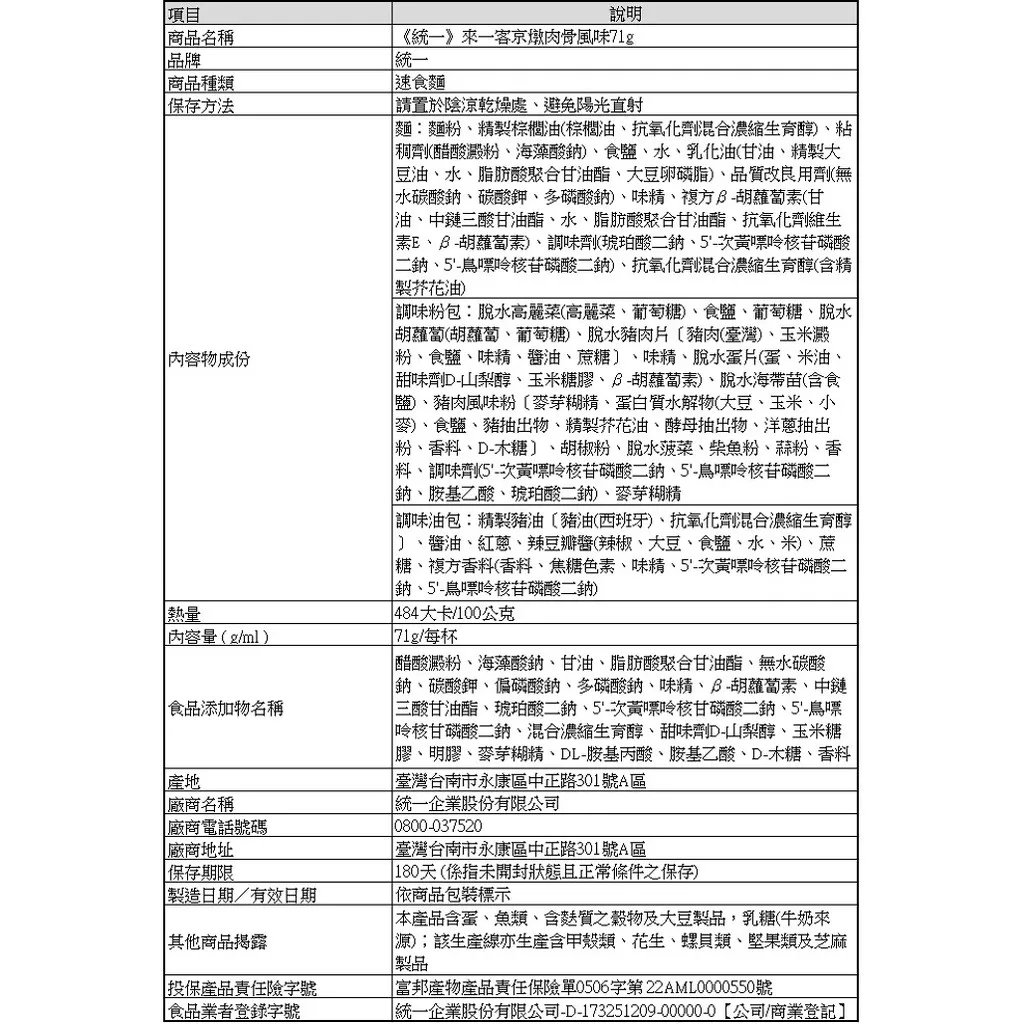 項目 說明
商品名稱 《統一》來一客京燉肉骨風味71g
品牌 統一
商品種類 速食麵
保存方法 請置於陰涼乾燥處、避免陽光直射
內容物成份
麵：麵粉、精製棕櫚油(棕櫚油、抗氧化劑混合濃縮生育醇)、粘
稠劑(醋酸澱粉、海藻酸鈉)、食鹽、水、乳化油(甘油、精製大
豆油、水、脂肪酸聚合甘油酯、大豆卵磷脂)、品質改良用劑(無
水碳酸鈉、碳酸鉀、多磷酸鈉)、味精、複方β-胡蘿蔔素(甘
油、中鏈三酸甘油酯、水、脂肪酸聚合甘油酯、抗氧化劑維生
素E、β-胡蘿蔔素)、調味劑(琥珀酸二鈉、5'-次黃嘌呤核苷磷酸
二鈉、5'-鳥嘌呤核苷磷酸二鈉)、抗氧化劑混合濃縮生育醇(含精
製芥花油)
調味粉包：脫水高麗菜(高麗菜、葡萄糖)、食鹽、葡萄糖、脫水
胡蘿蔔(胡蘿蔔、葡萄糖)、脫水豬肉片〔豬肉(臺灣)、玉米澱
粉、食鹽、味精、醬油、蔗糖〕、味精、脫水蛋片(蛋、米油、
甜味劑D-山梨醇、玉米糖膠、β-胡蘿蔔素)、脫水海帶苗(含食
鹽)、豬肉風味粉〔麥芽糊精、蛋白質水解物(大豆、玉米、小
麥)、食鹽、豬抽出物、精製芥花油、酵母抽出物、洋蔥抽出
粉、香料、D-木糖〕、胡椒粉、脫水菠菜、柴魚粉、蒜粉、香
料、調味劑(5'-次黃嘌呤核苷磷酸二鈉、5'-鳥嘌呤核苷磷酸二
鈉、胺基乙酸、琥珀酸二鈉)、麥芽糊精
調味油包：精製豬油〔豬油(西班牙)、抗氧化劑混合濃縮生育醇
〕、醬油、紅蔥、辣豆瓣醬(辣椒、大豆、食鹽、水、米)、蔗
糖、複方香料(香料、焦糖色素、味精、5'-次黃嘌呤核苷磷酸二
鈉、5'-鳥嘌呤核苷磷酸二鈉)
熱量 484大卡/100公克
內容量 ( g/ml ) 71g/每杯
食品添加物名稱
醋酸澱粉、海藻酸鈉、甘油、脂肪酸聚合甘油酯、無水碳酸
鈉、碳酸鉀、偏磷酸鈉、多磷酸鈉、味精、β-胡蘿蔔素、中鏈
三酸甘油酯、琥珀酸二鈉、5'-次黃嘌呤核甘磷酸二鈉、5'-鳥嘌
呤核甘磷酸二鈉、混合濃縮生育醇、甜味劑D-山梨醇、玉米糖
膠、明膠、麥芽糊精、DL-胺基丙酸、胺基乙酸、D-木糖、香料
產地 臺灣台南市永康區中正路301號A區
廠商名稱 統一企業股份有限公司
廠商電話號碼 0800-037520
廠商地址 臺灣台南市永康區中正路301號A區
保存期限 180天 (係指未開封狀態且正常條件之保存)
製造日期／有效日期 依商品包裝標示
其他商品揭露
本產品含蛋、魚類、含麩質之穀物及大豆製品，乳糖(牛奶來
源)；該生產線亦生產含甲殼類、花生、螺貝類、堅果類及芝麻
製品
投保產品責任險字號 富邦產物產品責任保險單0506字第22AML0000550號
食品業者登錄字號 統一企業股份有限公司-D-173251209-00000-0【公司/商業登記】